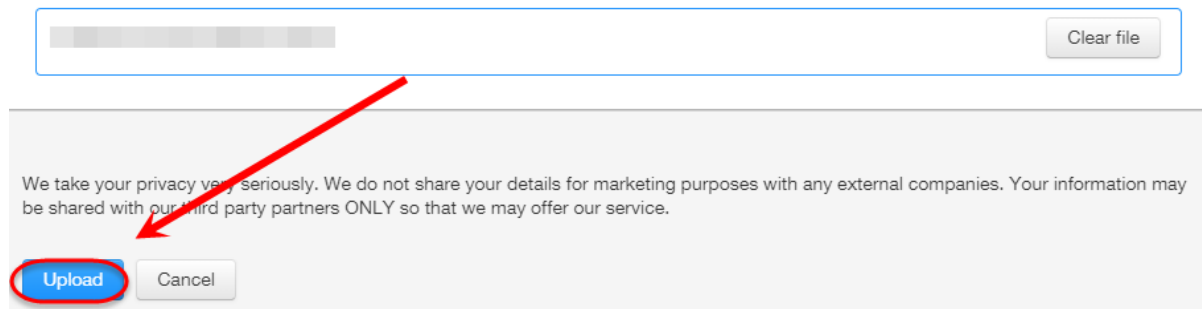 Clear file
We take your privacy very seriously. We do not share your details for marketing purposes with any external companies. Your information may
be shared with our third party partners ONLY so that we may offer our service.
Upload Cancel